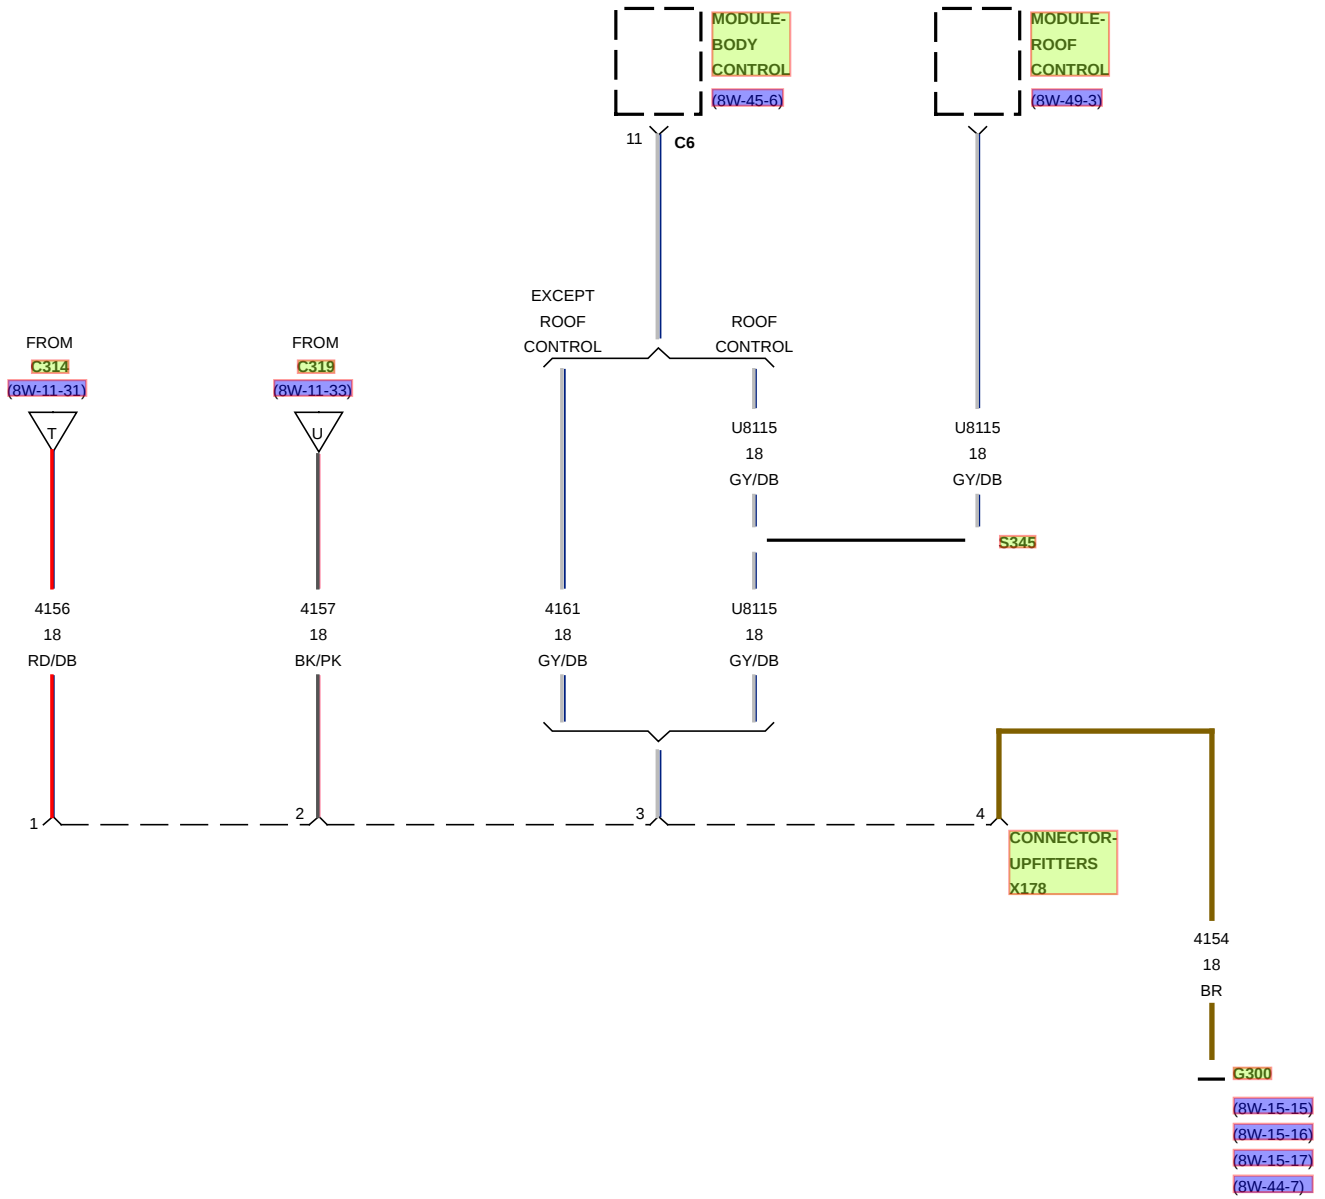 MODULE-
BODY
CONTROL
(8W-45-6)
MODULE-
ROOF
CONTROL
(8W-49-3)
11
C6
EXCEPT
ROOF
CONTROL
ROOF
CONTROL
FROM
C314
(8W-11-31)
T
FROM
C319
(8W-11-33)
U
U8115
18
GY/DB
U8115
18
GY/DB
S345
4156
18
RD/DB
4157
18
BK/PK
4161
18
GY/DB
U8115
18
GY/DB
1
2
3
4
CONNECTOR-
UPFITTERS
X178
4154
18
BR
G300
(8W-15-15)
(8W-15-16)
(8W-15-17)
(8W-44-7)